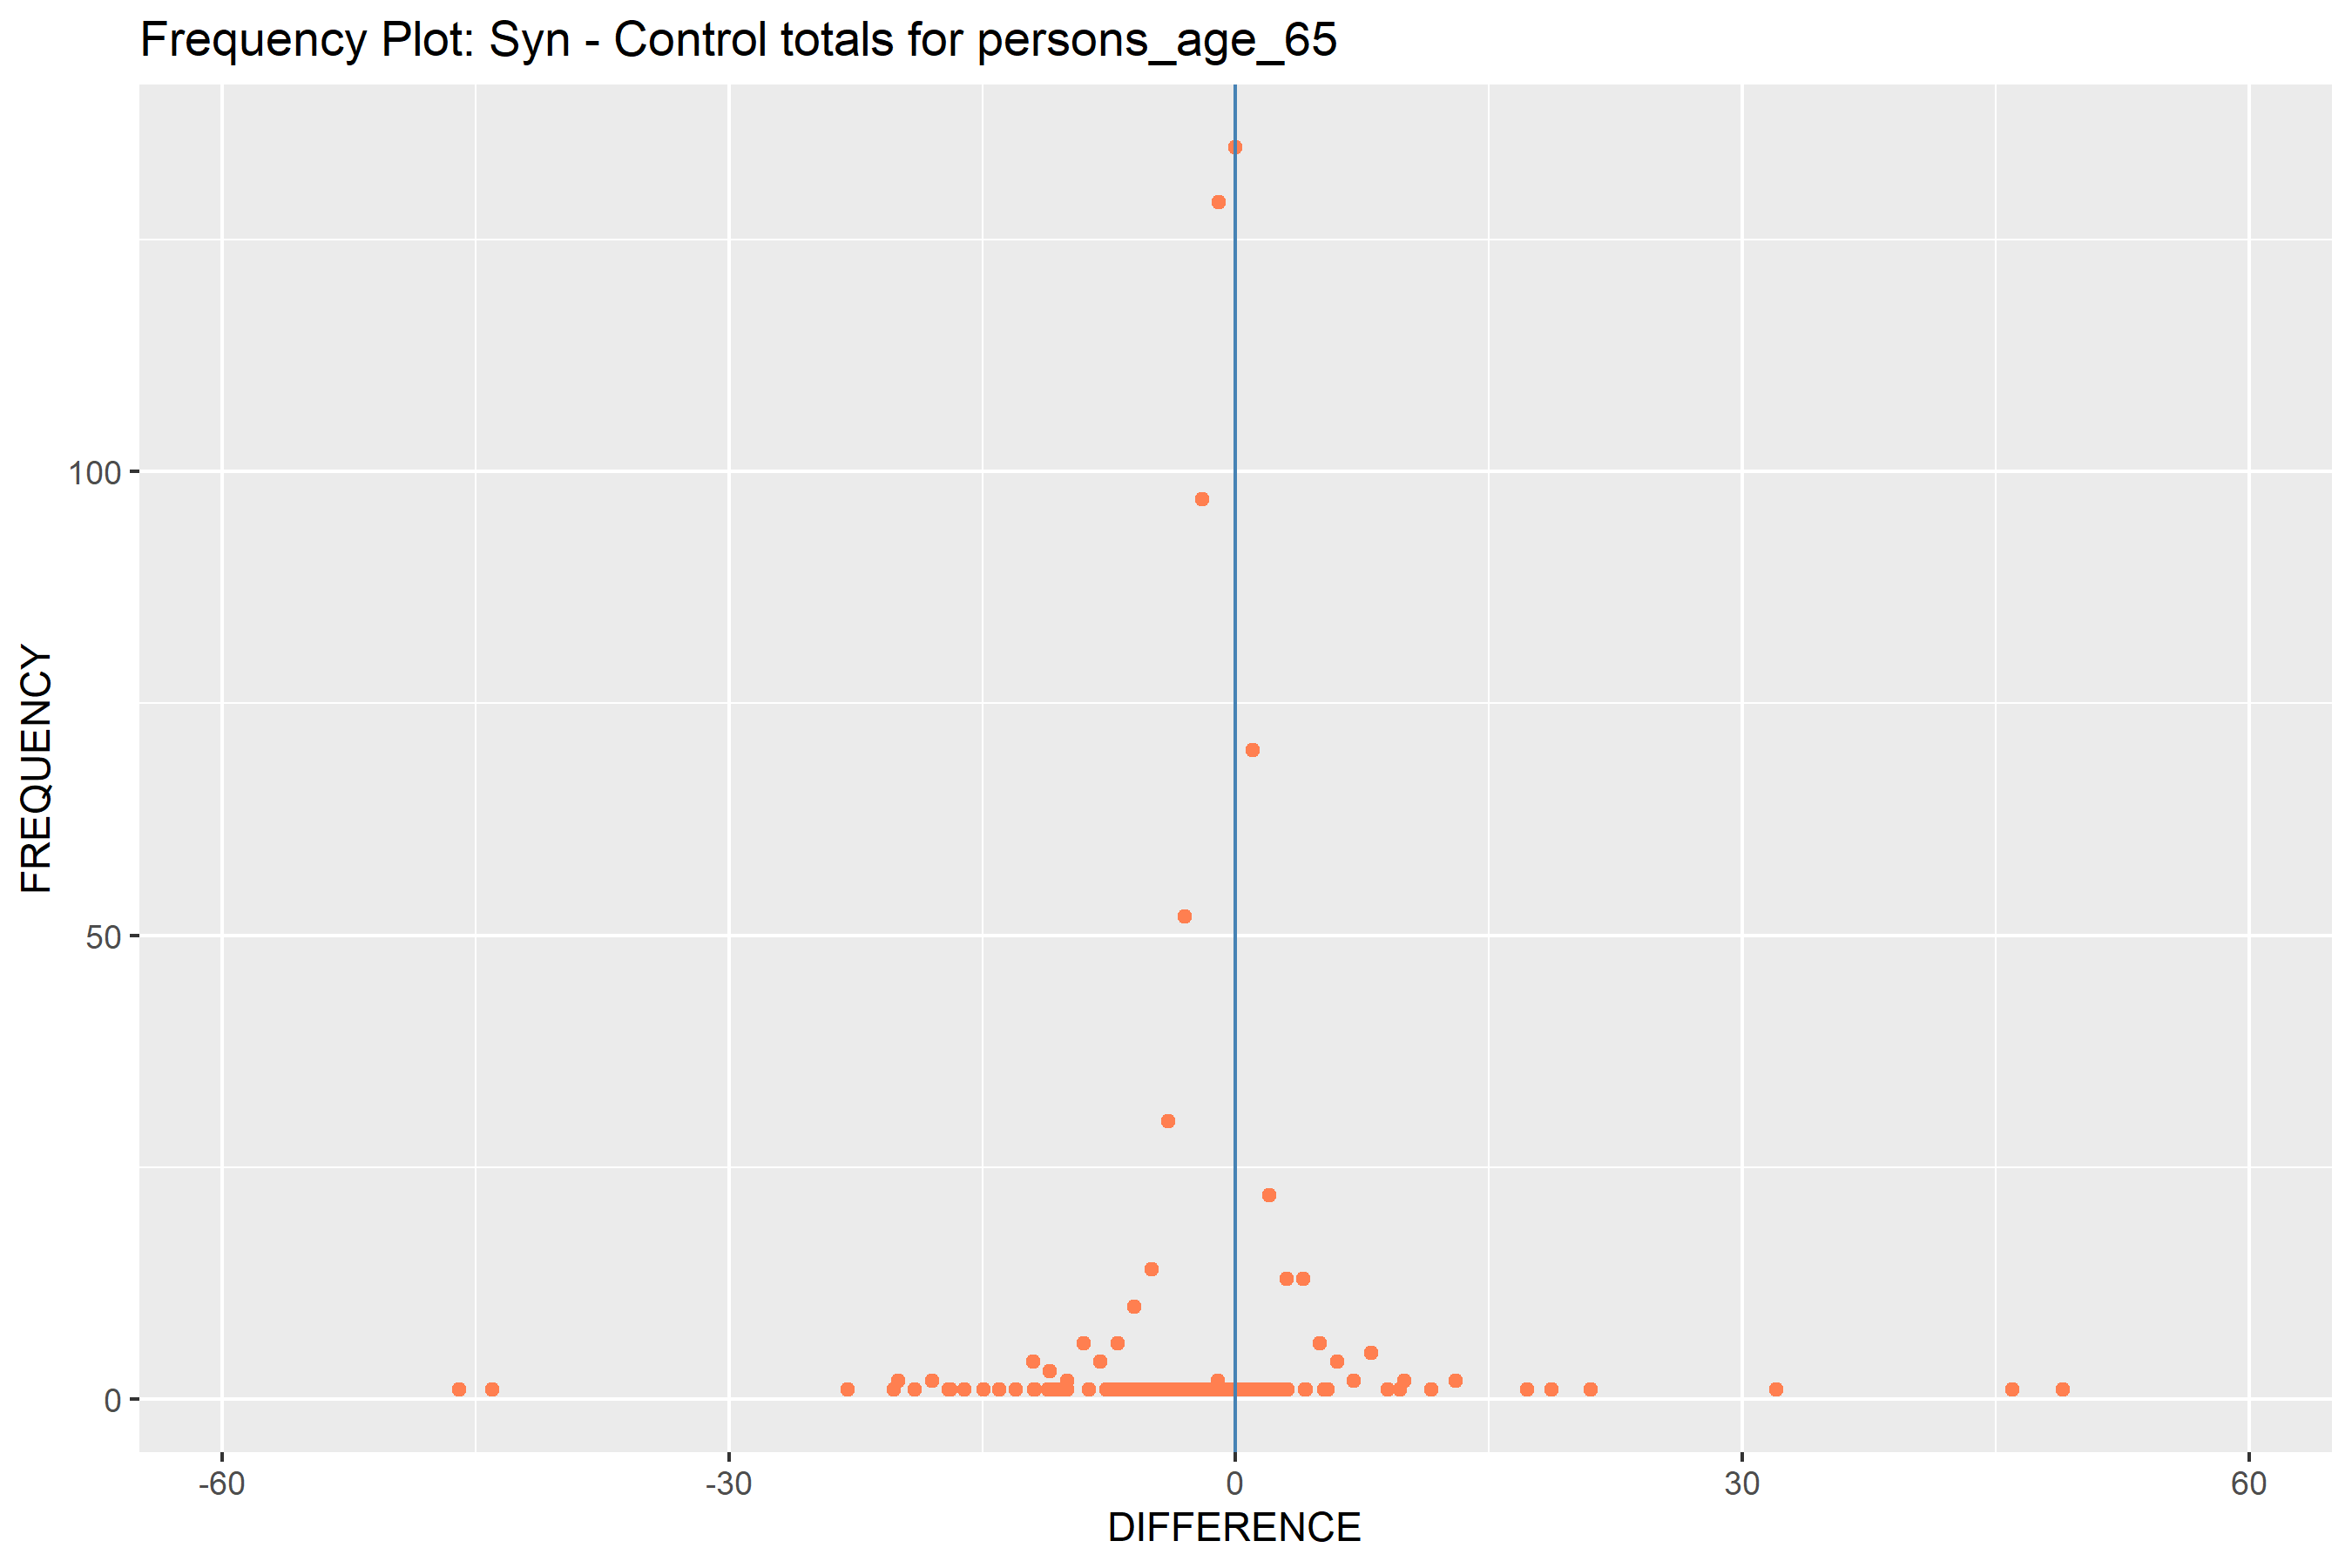 Frequency Plot: Syn - Control totals for persons_age_65
FREQUENCY
100
50
0
-60
-30
0
30
60
DIFFERENCE